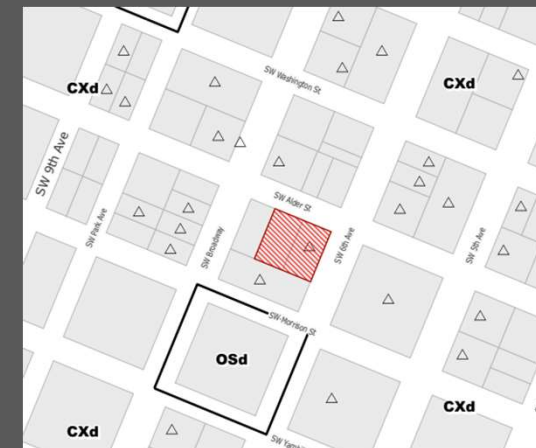 SW Washington St
CXd
CXd
SW 9th Ave
SW Park Ave
SW Alder St
SW Broadway
SW 6th Ave
SW 5th Ave
SW Morrison St
OSd
CXd
CXd